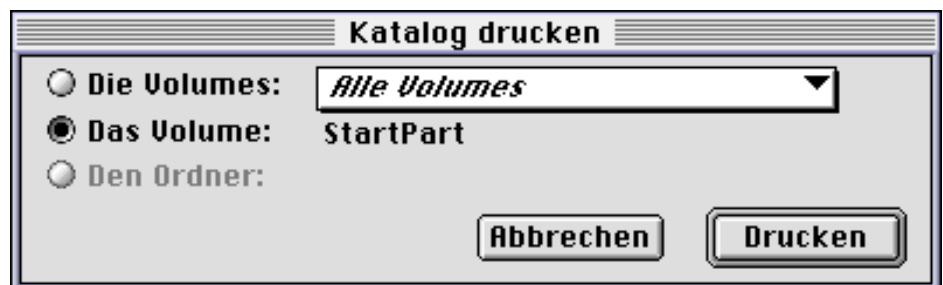 Katalog drucken
Die Volumes: Alle Volumes
Das Volume: StartPart
Den Ordner:
Abbrechen Drucken